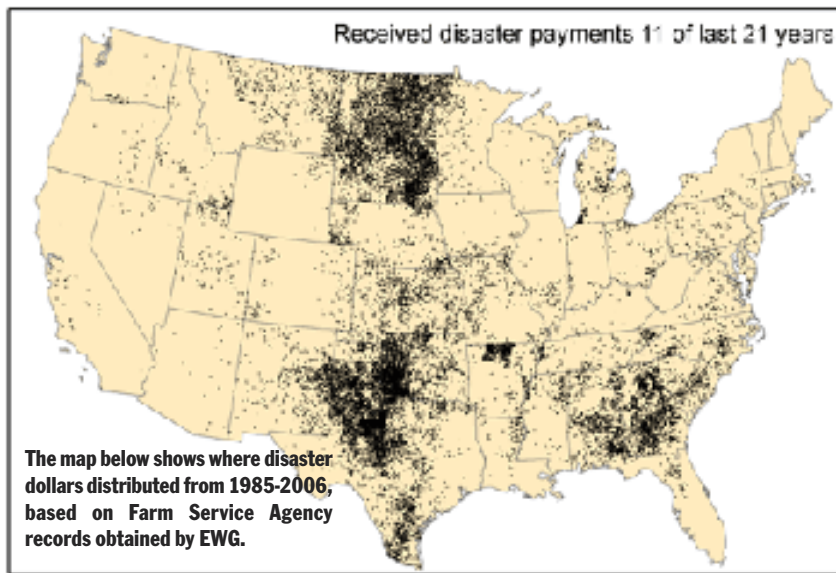 Received disaster payments 11 of last 21 years
The map below shows where disaster
dollars distributed from 1985-2006,
based on Farm Service Agency
records obtained by EWG.